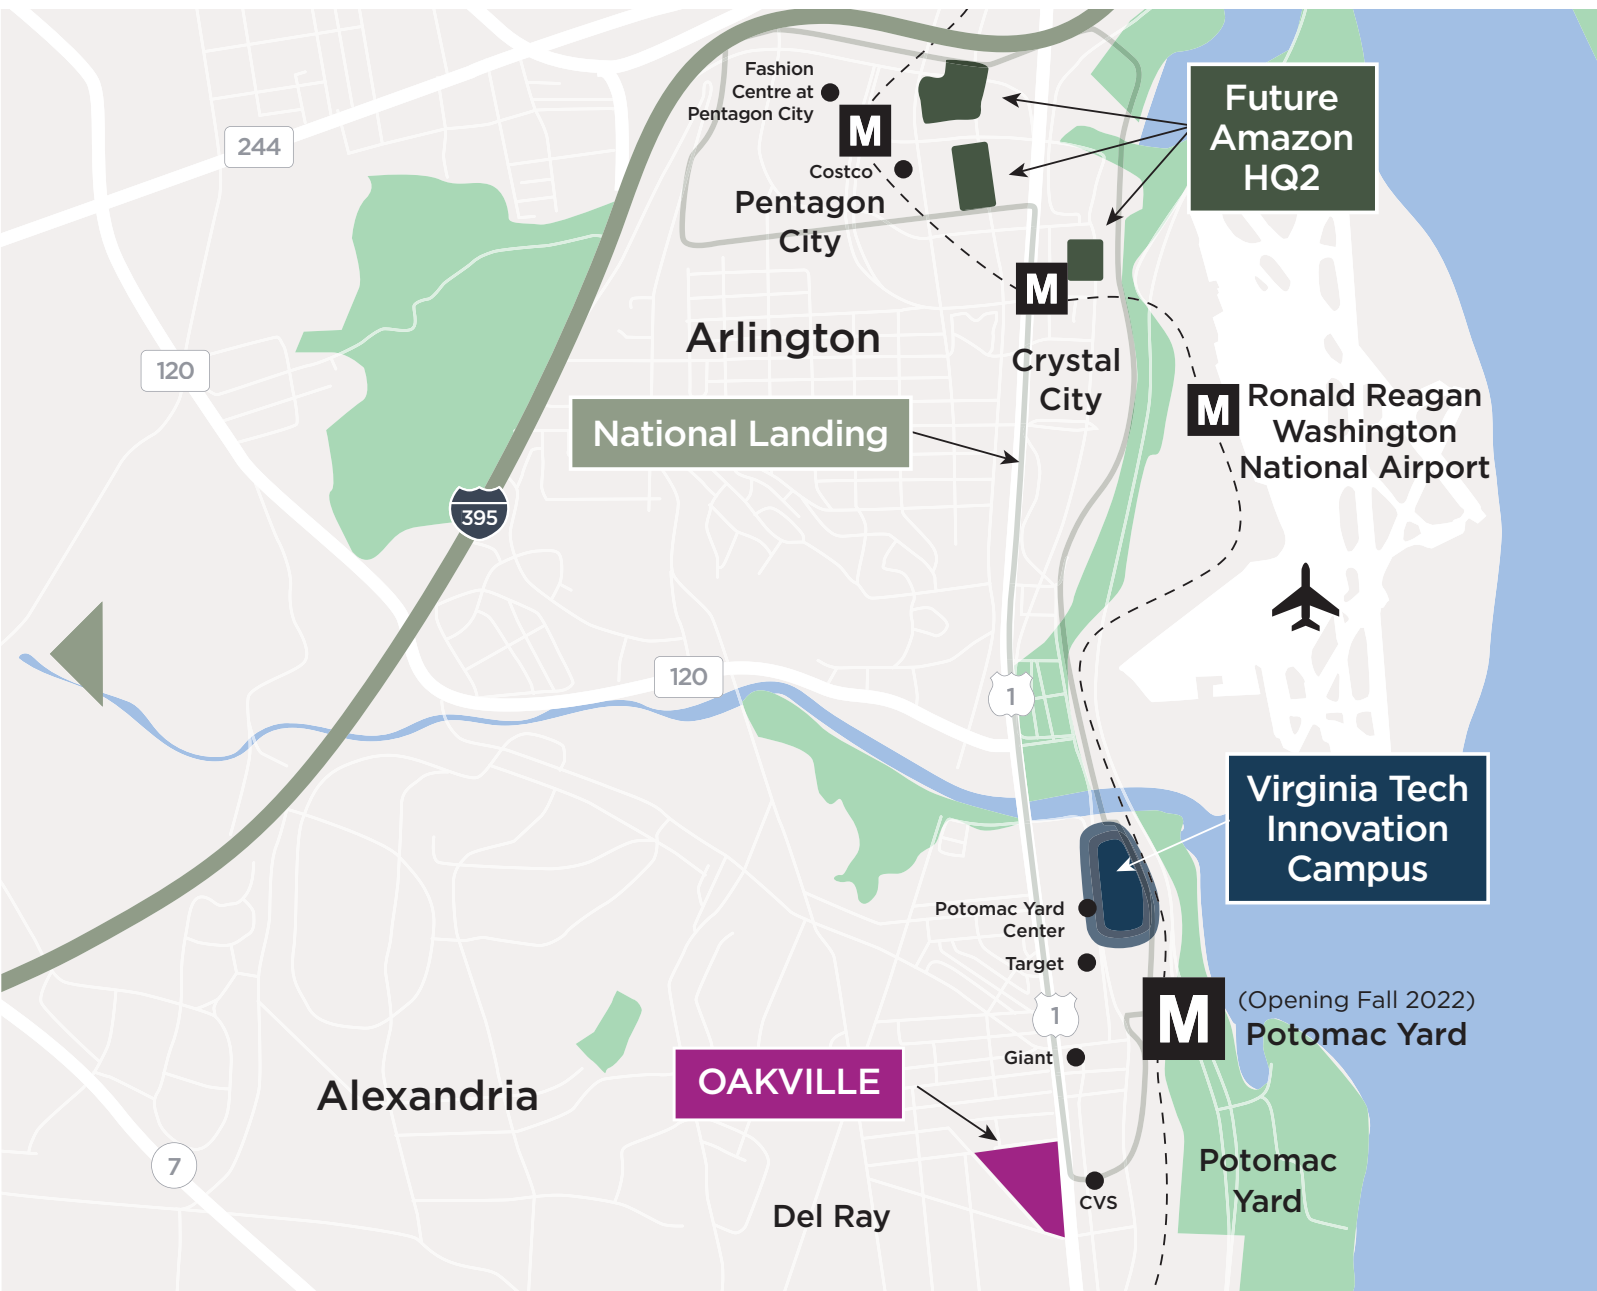 Fashion
Centre at
Pentagon City
M
Costco
Pentagon
City
Future
Amazon
HQ2
244
M
Arlington
Crystal
City
120
M
Ronald Reagan
Washington
National Airport
National Landing
395
120
1
Virginia Tech
Innovation
Campus
Potomac Yard
Center
Target
1
M
(Opening Fall 2022)
Potomac Yard
Giant
OAKVILLE
Alexandria
7
Potomac
Yard
CVS
Del Ray